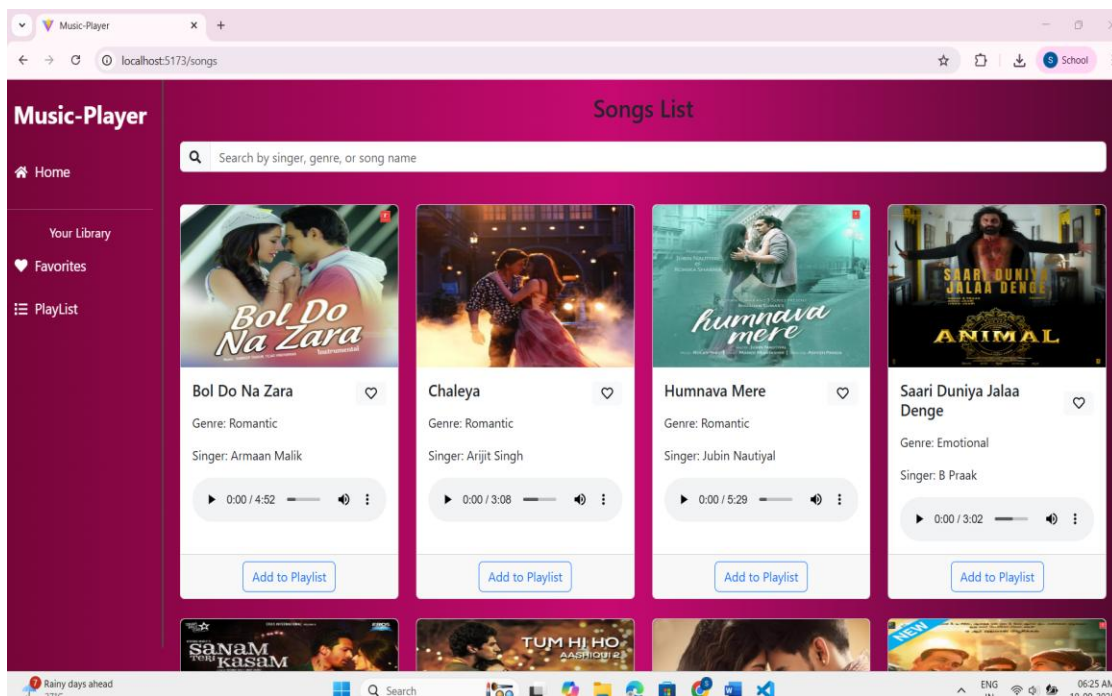 Music-Player
localhost:5173/songs
S School
Music-Player
Home
Your Library
Favorites
PlayList
Songs List
Search by singer, genre, or song name
Bol Do
Na Zara
Instrumental
Bol Do Na Zara
Genre: Romantic
Singer: Armaan Malik
0:00 / 4:52
Add to Playlist
Chaleya
Genre: Romantic
Singer: Arijit Singh
0:00 / 3:08
Add to Playlist
humnava
mere
Humnava Mere
Genre: Romantic
Singer: Jubin Nautiyal
0:00 / 5:29
Add to Playlist
SAARI DUNIYA
JALAA DENGE
ANIMAL
Saari Duniya Jalaa
Denge
Genre: Emotional
Singer: B Praak
0:00 / 3:02
Add to Playlist
SANAM
TERI KASAM
TUM HI HO
AASHIQUI 2
NEW
Rainy days ahead
Search
ENG
IN
06:25 AM